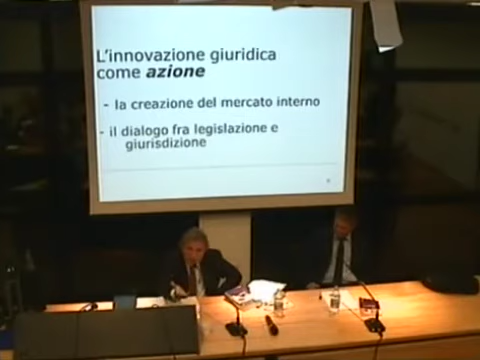 L'innovazione giuridica
come azione
- la creazione del mercato interno
- il dialogo fra legislazione e
giurisdizione